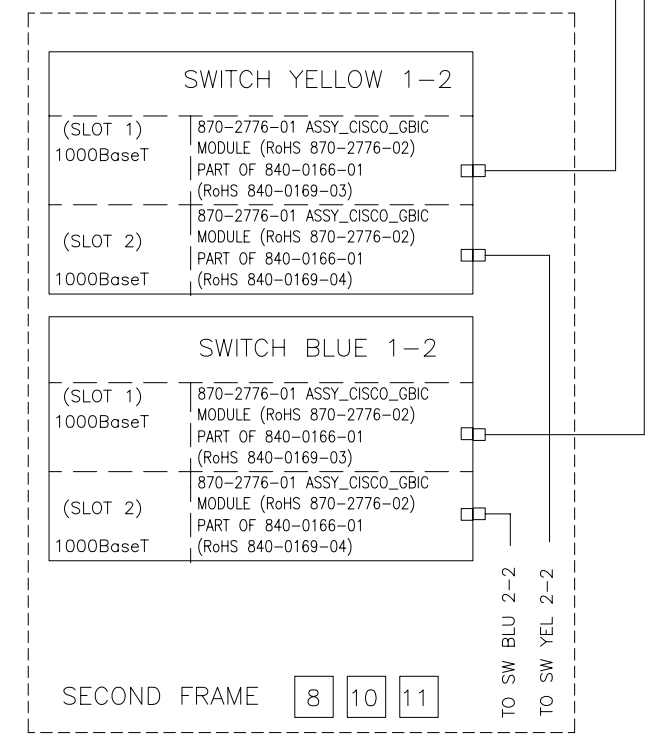 SWITCH YELLOW 1-2
(SLOT 1)
1000BaseT
870-2776-01 ASSY_CISCO_GBIC
MODULE (RoHS 870-2776-02)
PART OF 840-0166-01
(RoHS 840-0169-03)
(SLOT 2)
1000BaseT
870-2776-01 ASSY_CISCO_GBIC
MODULE (RoHS 870-2776-02)
PART OF 840-0166-01
(RoHS 840-0169-04)
SWITCH BLUE 1-2
(SLOT 1)
1000BaseT
870-2776-01 ASSY_CISCO_GBIC
MODULE (RoHS 870-2776-02)
PART OF 840-0166-01
(RoHS 840-0169-03)
(SLOT 2)
1000BaseT
870-2776-01 ASSY_CISCO_GBIC
MODULE (RoHS 870-2776-02)
PART OF 840-0166-01
(RoHS 840-0169-04)
TO SW BLU 2-2
TO SW YEL 2-2
SECOND FRAME 8 10 11